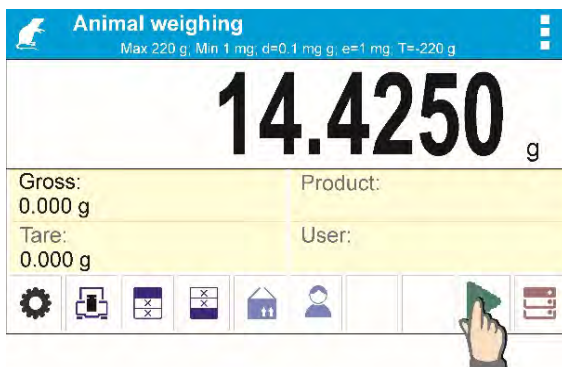 Animal weighing
Max 220 g; Min 1 mg; d=0.1 mg g; e=1 mg; T=-220 g
14.4250 g
Gross:
0.000 g
Product:
Tare:
0.000 g
User: